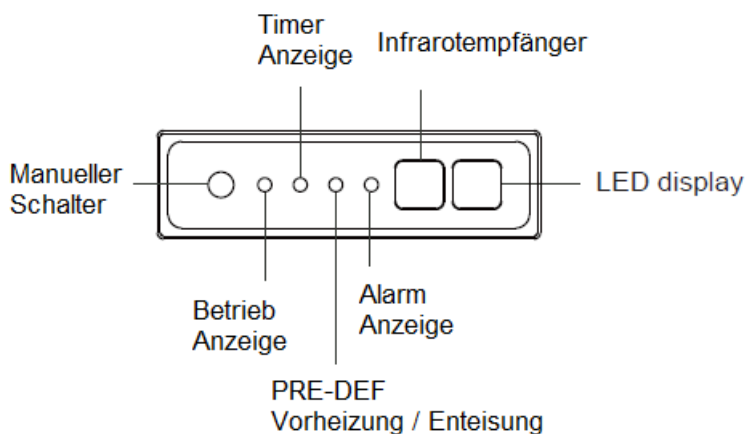 Timer
Anzeige
Infrarotempfänger
Manueller
Schalter
LED display
Betrieb
Anzeige
Alarm
Anzeige
PRE-DEF
Vorheizung / Enteisung